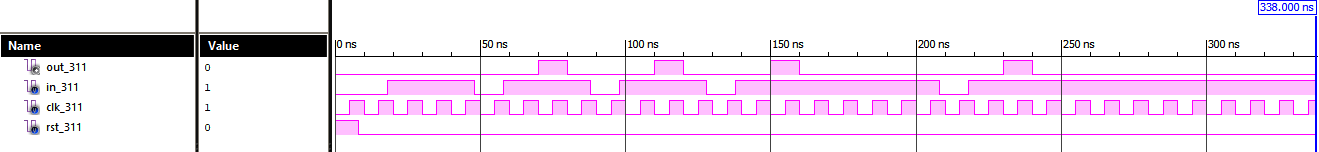 338.000 ns
Name Value 0 ns 50 ns 100 ns 150 ns 200 ns 250 ns 300 ns
out_311 0
in_311 1
clk_311 1
rst_311 0